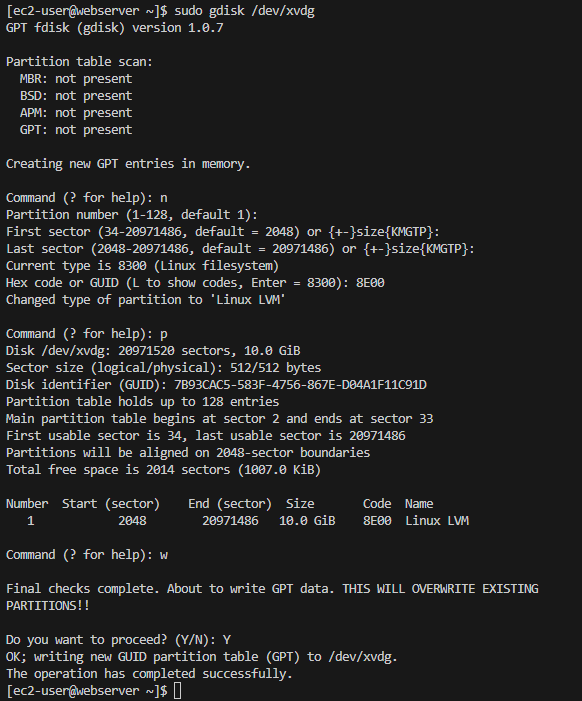 [ec2-user@webserver ~]$ sudo gdisk /dev/xvdg
GPT fdisk (gdisk) version 1.0.7

Partition table scan:
  MBR: not present
  BSD: not present
  APM: not present
  GPT: not present

Creating new GPT entries in memory.

Command (? for help): n
Partition number (1-128, default 1):
First sector (34-20971486, default = 2048) or {+-}size{KMGTP}:
Last sector (2048-20971486, default = 20971486) or {+-}size{KMGTP}:
Current type is 8300 (Linux filesystem)
Hex code or GUID (L to show codes, Enter = 8300): 8E00
Changed type of partition to 'Linux LVM'

Command (? for help): p
Disk /dev/xvdg: 20971520 sectors, 10.0 GiB
Sector size (logical/physical): 512/512 bytes
Disk identifier (GUID): 7B93CAC5-583F-4756-867E-D04A1F11C91D
Partition table holds up to 128 entries
Main partition table begins at sector 2 and ends at sector 33
First usable sector is 34, last usable sector is 20971486
Partitions will be aligned on 2048-sector boundaries
Total free space is 2014 sectors (1007.0 KiB)

Number  Start (sector)    End (sector)  Size       Code  Name
   1            2048        20971486   10.0 GiB    8E00  Linux LVM

Command (? for help): w

Final checks complete. About to write GPT data. THIS WILL OVERWRITE EXISTING
PARTITIONS!!

Do you want to proceed? (Y/N): Y
OK; writing new GUID partition table (GPT) to /dev/xvdg.
The operation has completed successfully.
[ec2-user@webserver ~]$